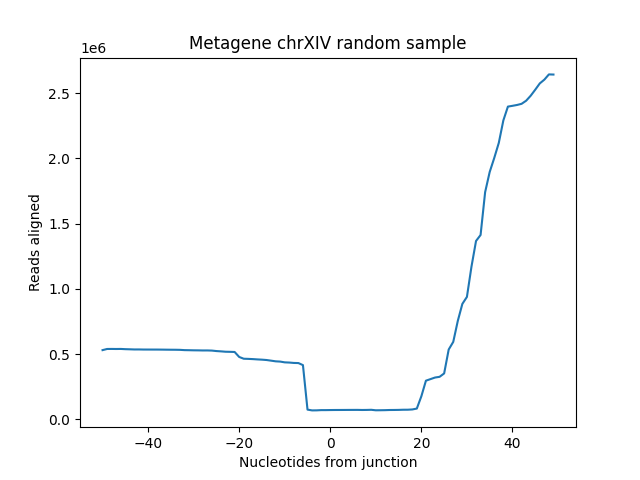 Metagene chrXIV random sample
1e6
2.5
2.0
1.5
1.0
0.5
0.0
Reads aligned
−40 −20 0 20 40
Nucleotides from junction